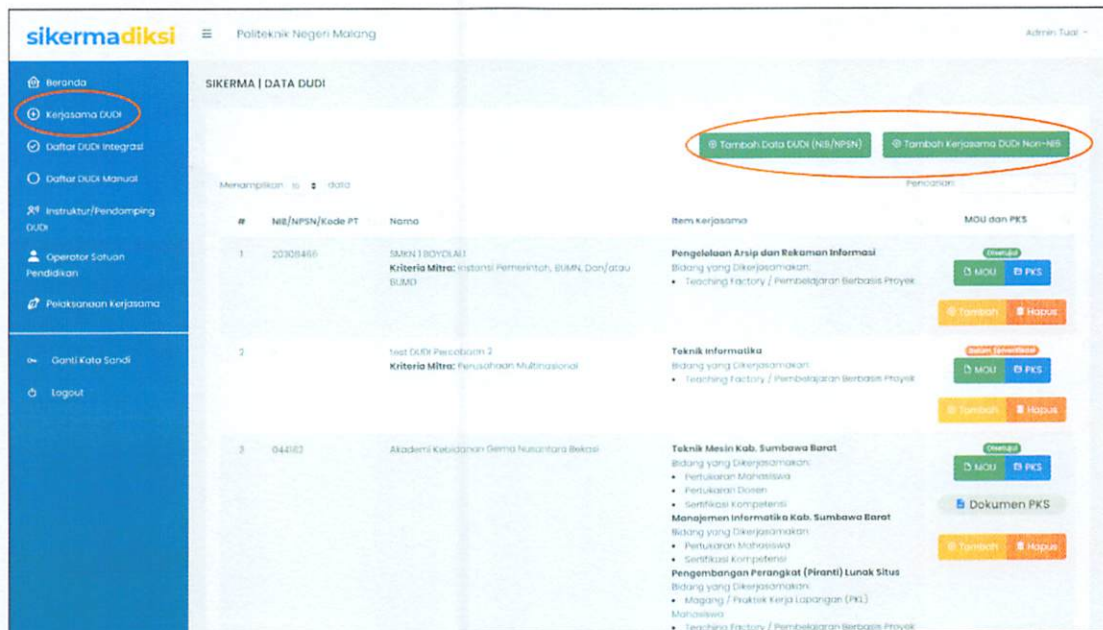 sikermadiksi
Politeknik Negeri Malang
Admin Tual
Beranda
Kerjasama DUDI
Daftar DUDI Integrasi
Daftar DUDI Manual
Instruktur/Pendamping
DUDI
Operator Satuan
Pendidikan
Pelaksanaan Kerjasama
Ganti Kata Sandi
Logout
SIKERMA | DATA DUDI
Tambah Data DUDI (NIB/NPSN)
Tambah Kerjasama DUDI Non-NIB
Menampilkan 10 data
Pencarian:
# NIB/NPSN/Kode PT Nama Item Kerjasama MOU dan PKS
1 20308466 SMKN 1 BOYOLALI
Kriteria Mitra: Instansi Pemerintah, BUMN, Dan/atau
BUMD
Pengelolaan Arsip dan Rekaman Informasi
Bidang yang Dikerjasamakan:
• Teaching Factory / Pembelajaran Berbasis Proyek
Disetujui
MOU PKS
Tambah Hapus
2 test DUDI Percobaan 2
Kriteria Mitra: Perusahaan Multinasional
Teknik Informatika
Bidang yang Dikerjasamakan:
• Teaching Factory / Pembelajaran Berbasis Proyek
MOU PKS
Tambah Hapus
3 044162 Akademi Kebidanan Gema Nusantara Bekasi
Teknik Mesin Kab. Sumbawa Barat
Bidang yang Dikerjasamakan:
• Pertukaran Mahasiswa
• Pertukaran Dosen
• Sertifikasi Kompetensi
Manajemen Informatika Kab. Sumbawa Barat
Bidang yang Dikerjasamakan:
• Pertukaran Mahasiswa
• Sertifikasi Kompetensi
Pengembangan Perangkat (Piranti) Lunak Situs
Bidang yang Dikerjasamakan:
• Magang / Praktek Kerja Lapangan (PKL)
Mahasiswa
• Teaching Factory / Pembelajaran Berbasis Proyek
Disetujui
MOU PKS
Dokumen PKS
Tambah Hapus